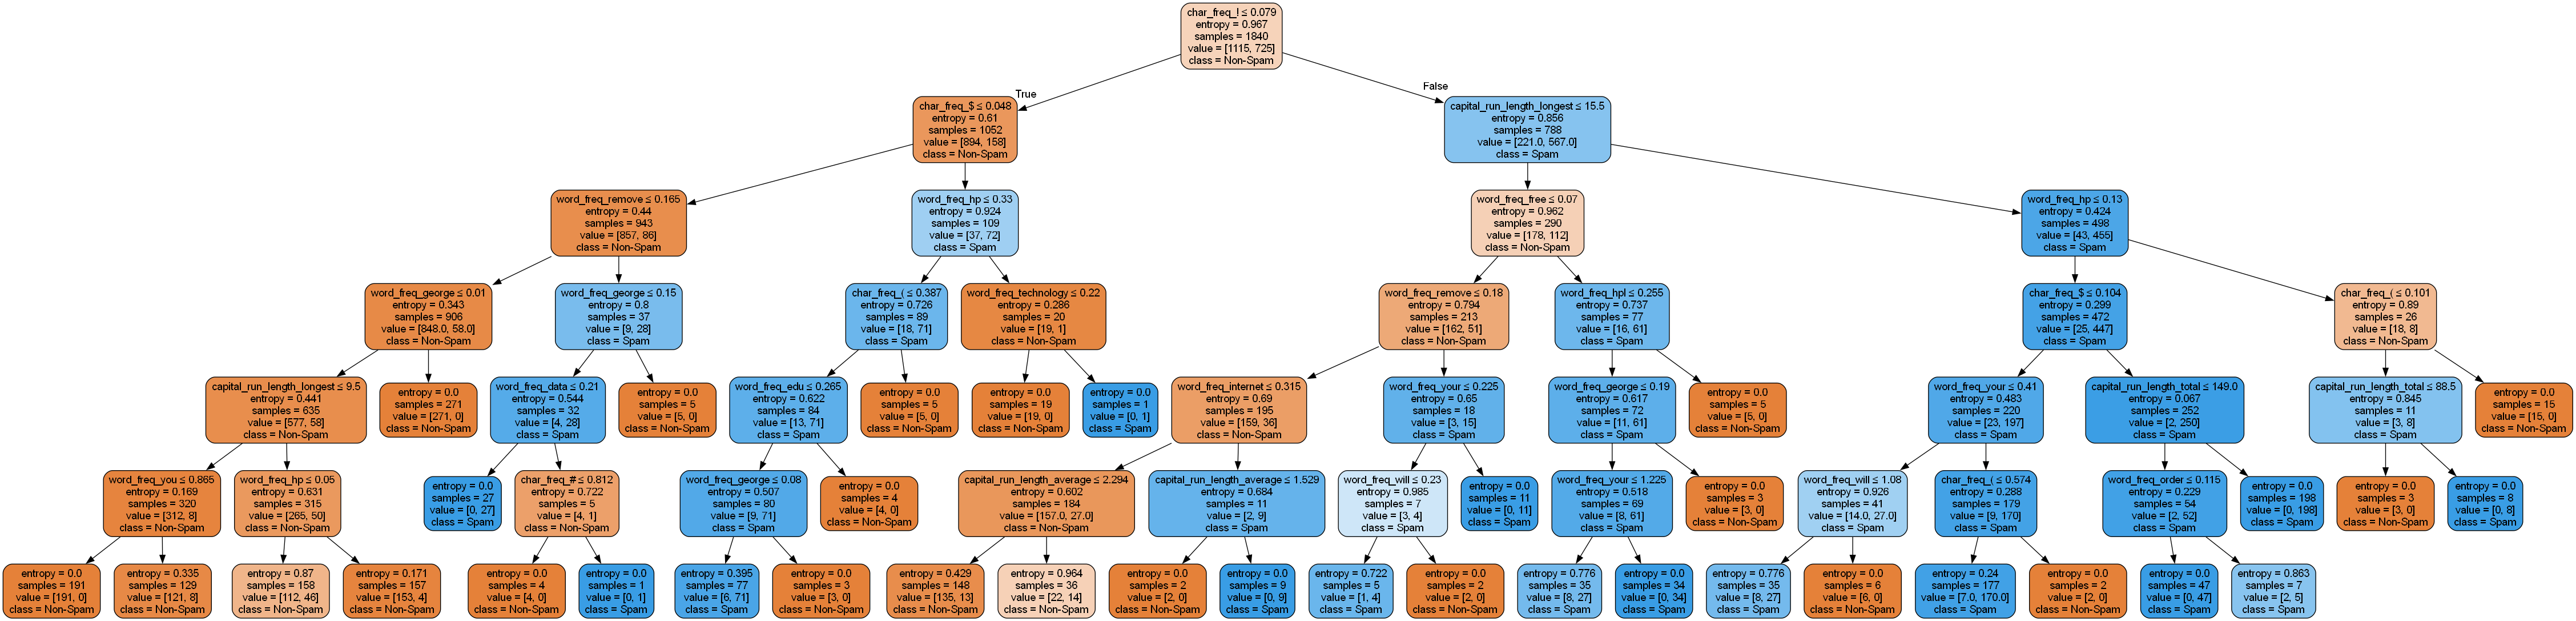 char_freq_! ≤ 0.079
entropy = 0.967
samples = 1840
value = [1115, 725]
class = Non-Spam
True
False
char_freq_$ ≤ 0.048
entropy = 0.61
samples = 1052
value = [894, 158]
class = Non-Spam
capital_run_length_longest ≤ 15.5
entropy = 0.856
samples = 788
value = [221.0, 567.0]
class = Spam
word_freq_remove ≤ 0.165
entropy = 0.44
samples = 943
value = [857, 86]
class = Non-Spam
word_freq_hp ≤ 0.33
entropy = 0.924
samples = 109
value = [37, 72]
class = Spam
word_freq_free ≤ 0.07
entropy = 0.962
samples = 290
value = [178, 112]
class = Non-Spam
word_freq_hp ≤ 0.13
entropy = 0.424
samples = 498
value = [43, 455]
class = Spam
word_freq_george ≤ 0.01
entropy = 0.343
samples = 906
value = [848.0, 58.0]
class = Non-Spam
word_freq_george ≤ 0.15
entropy = 0.8
samples = 37
value = [9, 28]
class = Spam
char_freq_( ≤ 0.387
entropy = 0.726
samples = 89
value = [18, 71]
class = Spam
word_freq_technology ≤ 0.22
entropy = 0.286
samples = 20
value = [19, 1]
class = Non-Spam
word_freq_remove ≤ 0.18
entropy = 0.794
samples = 213
value = [162, 51]
class = Non-Spam
word_freq_hpl ≤ 0.255
entropy = 0.737
samples = 77
value = [16, 61]
class = Spam
char_freq_$ ≤ 0.104
entropy = 0.299
samples = 472
value = [25, 447]
class = Spam
char_freq_( ≤ 0.101
entropy = 0.89
samples = 26
value = [18, 8]
class = Non-Spam
capital_run_length_longest ≤ 9.5
entropy = 0.441
samples = 635
value = [577, 58]
class = Non-Spam
entropy = 0.0
samples = 271
value = [271, 0]
class = Non-Spam
word_freq_data ≤ 0.21
entropy = 0.544
samples = 32
value = [4, 28]
class = Spam
entropy = 0.0
samples = 5
value = [5, 0]
class = Non-Spam
word_freq_edu ≤ 0.265
entropy = 0.622
samples = 84
value = [13, 71]
class = Spam
entropy = 0.0
samples = 5
value = [5, 0]
class = Non-Spam
entropy = 0.0
samples = 19
value = [19, 0]
class = Non-Spam
entropy = 0.0
samples = 1
value = [0, 1]
class = Spam
word_freq_internet ≤ 0.315
entropy = 0.69
samples = 195
value = [159, 36]
class = Non-Spam
word_freq_your ≤ 0.225
entropy = 0.65
samples = 18
value = [3, 15]
class = Spam
word_freq_george ≤ 0.19
entropy = 0.617
samples = 72
value = [11, 61]
class = Spam
entropy = 0.0
samples = 5
value = [5, 0]
class = Non-Spam
word_freq_your ≤ 0.41
entropy = 0.483
samples = 220
value = [23, 197]
class = Spam
capital_run_length_total ≤ 149.0
entropy = 0.067
samples = 252
value = [2, 250]
class = Spam
capital_run_length_total ≤ 88.5
entropy = 0.845
samples = 11
value = [3, 8]
class = Spam
entropy = 0.0
samples = 15
value = [15, 0]
class = Non-Spam
word_freq_you ≤ 0.865
entropy = 0.169
samples = 320
value = [312, 8]
class = Non-Spam
word_freq_hp ≤ 0.05
entropy = 0.631
samples = 315
value = [265, 50]
class = Non-Spam
entropy = 0.0
samples = 27
value = [0, 27]
class = Spam
char_freq_# ≤ 0.812
entropy = 0.722
samples = 5
value = [4, 1]
class = Non-Spam
word_freq_george ≤ 0.08
entropy = 0.507
samples = 80
value = [9, 71]
class = Spam
entropy = 0.0
samples = 4
value = [4, 0]
class = Non-Spam
capital_run_length_average ≤ 2.294
entropy = 0.602
samples = 184
value = [157.0, 27.0]
class = Non-Spam
capital_run_length_average ≤ 1.529
entropy = 0.684
samples = 11
value = [2, 9]
class = Spam
word_freq_will ≤ 0.23
entropy = 0.985
samples = 7
value = [3, 4]
class = Spam
entropy = 0.0
samples = 11
value = [0, 11]
class = Spam
word_freq_your ≤ 1.225
entropy = 0.518
samples = 69
value = [8, 61]
class = Spam
entropy = 0.0
samples = 3
value = [3, 0]
class = Non-Spam
word_freq_will ≤ 1.08
entropy = 0.926
samples = 41
value = [14.0, 27.0]
class = Spam
char_freq_( ≤ 0.574
entropy = 0.288
samples = 179
value = [9, 170]
class = Spam
word_freq_order ≤ 0.115
entropy = 0.229
samples = 54
value = [2, 52]
class = Spam
entropy = 0.0
samples = 198
value = [0, 198]
class = Spam
entropy = 0.0
samples = 3
value = [3, 0]
class = Non-Spam
entropy = 0.0
samples = 8
value = [0, 8]
class = Spam
entropy = 0.0
samples = 191
value = [191, 0]
class = Non-Spam
entropy = 0.335
samples = 129
value = [121, 8]
class = Non-Spam
entropy = 0.87
samples = 158
value = [112, 46]
class = Non-Spam
entropy = 0.171
samples = 157
value = [153, 4]
class = Non-Spam
entropy = 0.0
samples = 4
value = [4, 0]
class = Non-Spam
entropy = 0.0
samples = 1
value = [0, 1]
class = Spam
entropy = 0.395
samples = 77
value = [6, 71]
class = Spam
entropy = 0.0
samples = 3
value = [3, 0]
class = Non-Spam
entropy = 0.429
samples = 148
value = [135, 13]
class = Non-Spam
entropy = 0.964
samples = 36
value = [22, 14]
class = Non-Spam
entropy = 0.0
samples = 2
value = [2, 0]
class = Non-Spam
entropy = 0.0
samples = 9
value = [0, 9]
class = Spam
entropy = 0.722
samples = 5
value = [1, 4]
class = Spam
entropy = 0.0
samples = 2
value = [2, 0]
class = Non-Spam
entropy = 0.776
samples = 35
value = [8, 27]
class = Spam
entropy = 0.0
samples = 34
value = [0, 34]
class = Spam
entropy = 0.776
samples = 35
value = [8, 27]
class = Spam
entropy = 0.0
samples = 6
value = [6, 0]
class = Non-Spam
entropy = 0.24
samples = 177
value = [7.0, 170.0]
class = Spam
entropy = 0.0
samples = 2
value = [2, 0]
class = Non-Spam
entropy = 0.0
samples = 47
value = [0, 47]
class = Spam
entropy = 0.863
samples = 7
value = [2, 5]
class = Spam